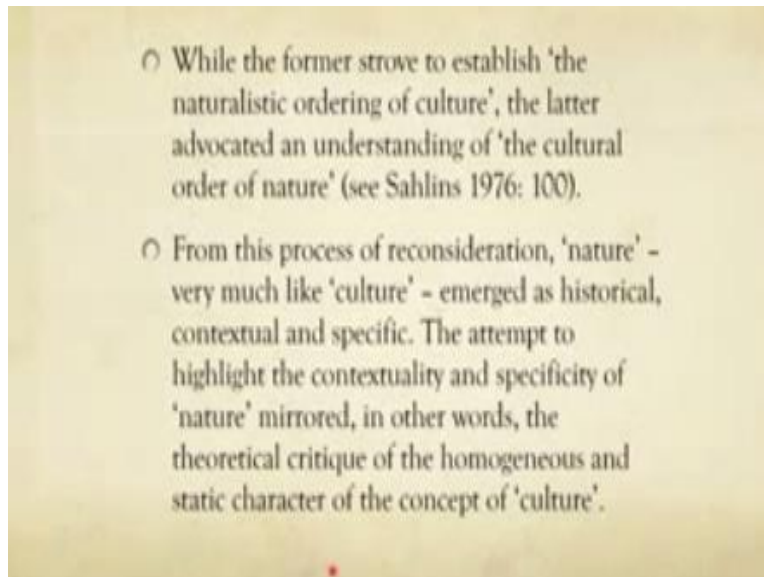 While the former strove to establish ‘the
naturalistic ordering of culture’, the latter
advocated an understanding of ‘the cultural
order of nature’ (see Sahlins 1976: 100).
From this process of reconsideration, ‘nature’ –
very much like ‘culture’ – emerged as historical,
contextual and specific. The attempt to
highlight the contextuality and specificity of
‘nature’ mirrored, in other words, the
theoretical critique of the homogeneous and
static character of the concept of ‘culture’.